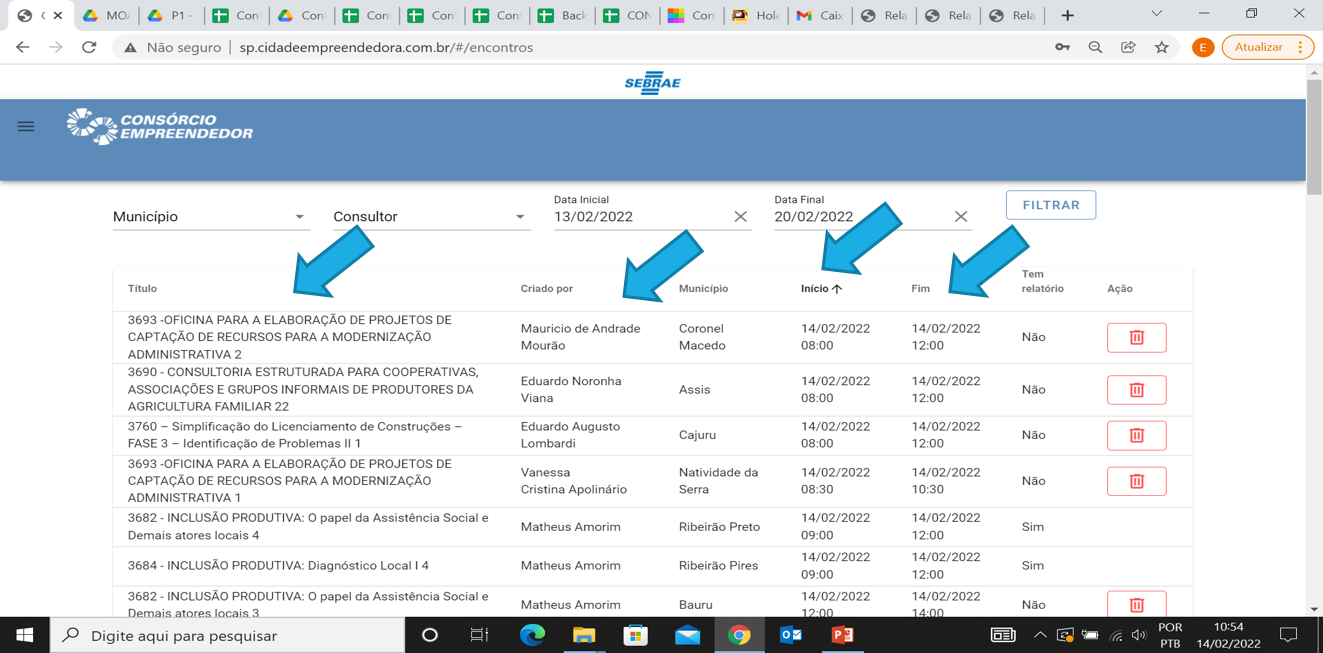 MO
P1 -
Con
Con
Con
Con
Con
Back
CON
Con
Hol
Caix
Rela
Rela
Rela
Não seguro | sp.cidadeempreendedora.com.br/#/encontros
E
Atualizar
SEBRAE
CONSÓRCIO
EMPREENDEDOR
Município
Consultor
Data Inicial
13/02/2022
Data Final
20/02/2022
FILTRAR
Título
Criado por
Município
Início
Fim
Tem
relatório
Ação
3693 -OFICINA PARA A ELABORAÇÃO DE PROJETOS DE
CAPTAÇÃO DE RECURSOS PARA A MODERNIZAÇÃO
ADMINISTRATIVA 2
Mauricio de Andrade
Mourão
Coronel
Macedo
14/02/2022
08:00
14/02/2022
12:00
Não
3690 - CONSULTORIA ESTRUTURADA PARA COOPERATIVAS,
ASSOCIAÇÕES E GRUPOS INFORMAIS DE PRODUTORES DA
AGRICULTURA FAMILIAR 22
Eduardo Noronha
Viana
Assis
14/02/2022
08:00
14/02/2022
12:00
Não
3760 – Simplificação do Licenciamento de Construções –
FASE 3 – Identificação de Problemas II 1
Eduardo Augusto
Lombardi
Cajuru
14/02/2022
08:00
14/02/2022
12:00
Não
3693 -OFICINA PARA A ELABORAÇÃO DE PROJETOS DE
CAPTAÇÃO DE RECURSOS PARA A MODERNIZAÇÃO
ADMINISTRATIVA 1
Vanessa
Cristina Apolinário
Natividade da
Serra
14/02/2022
08:30
14/02/2022
10:30
Não
3682 - INCLUSÃO PRODUTIVA: O papel da Assistência Social e
Demais atores locais 4
Matheus Amorim
Ribeirão Preto
14/02/2022
09:00
14/02/2022
12:00
Sim
3684 - INCLUSÃO PRODUTIVA: Diagnóstico Local I 4
Matheus Amorim
Ribeirão Pires
14/02/2022
09:00
14/02/2022
12:00
Sim
3682 - INCLUSÃO PRODUTIVA: O papel da Assistência Social e
Demais atores locais 3
Matheus Amorim
Bauru
14/02/2022
12:00
14/02/2022
14:00
Não
Digite aqui para pesquisar
POR
PTB
10:54
14/02/2022